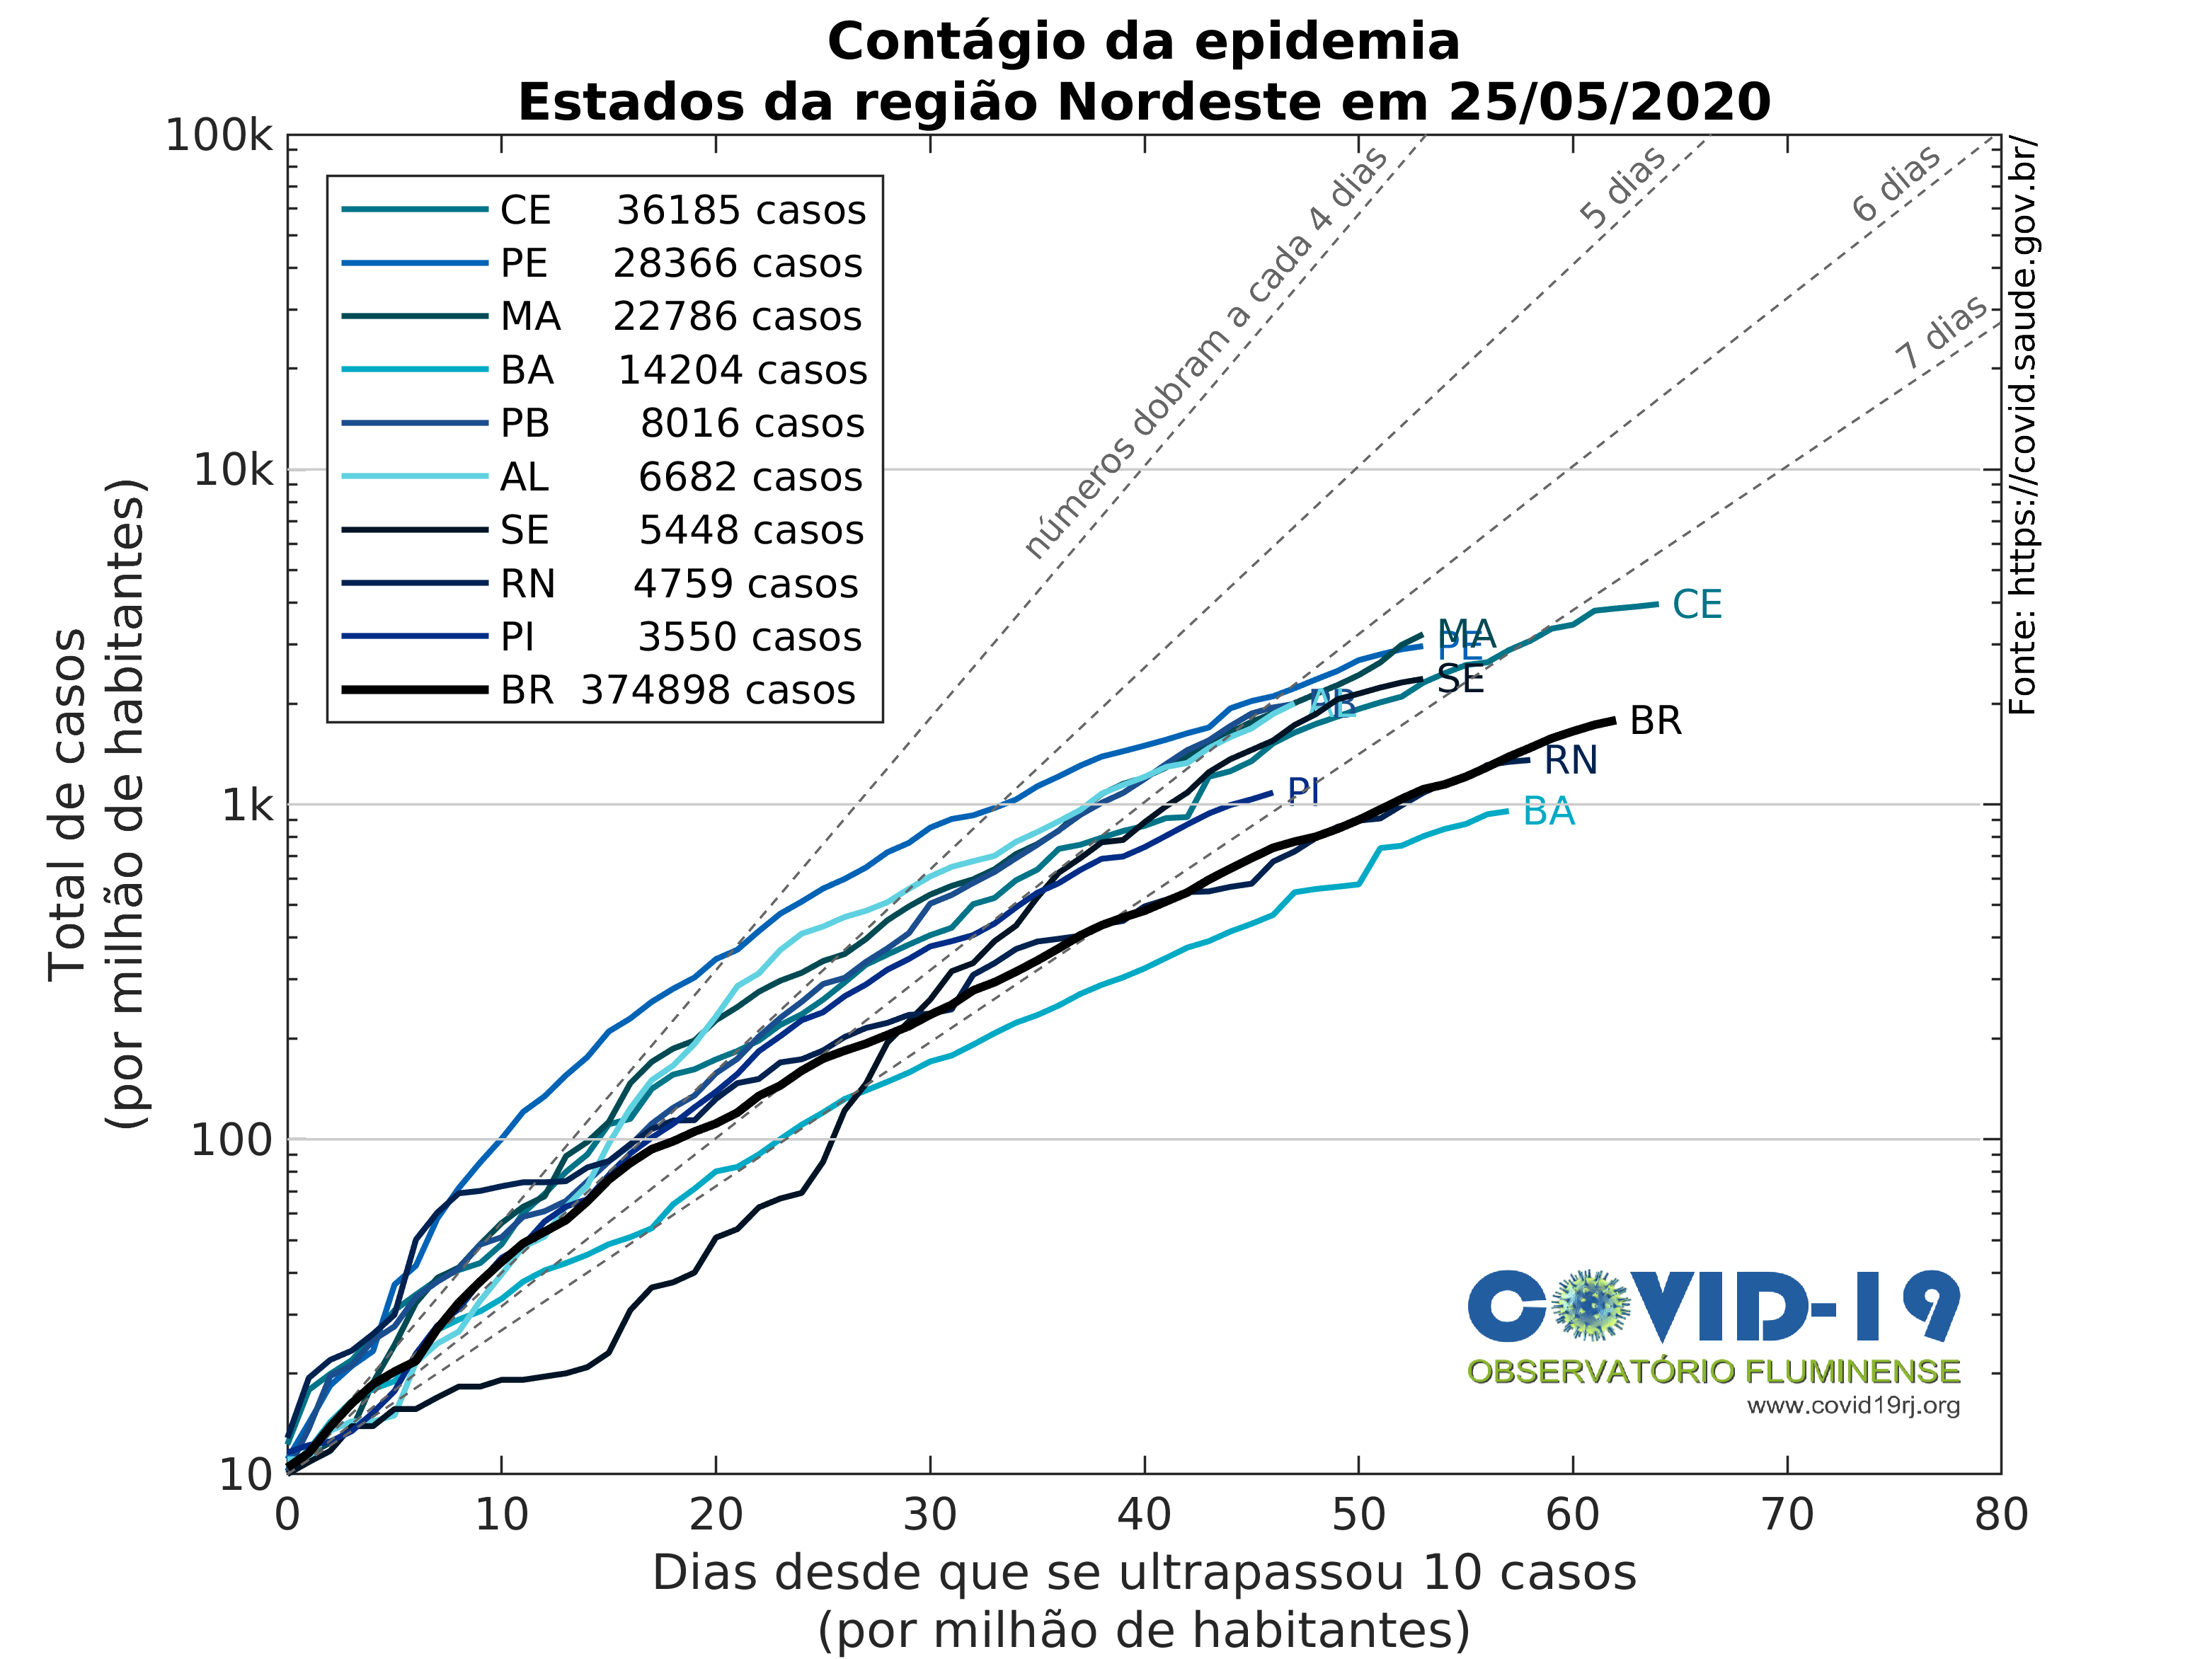 Contágio da epidemia
Estados da região Nordeste em 25/05/2020
100k
10k
1k
100
10
Total de casos
(por milhão de habitantes)
CE 36185 casos
PE 28366 casos
MA 22786 casos
BA 14204 casos
PB 8016 casos
AL 6682 casos
SE 5448 casos
RN 4759 casos
PI 3550 casos
BR 374898 casos
números dobram a cada 4 dias
5 dias
6 dias
7 dias
CE
MA
PE
SE
PB
AL
BR
RN
PI
BA
Fonte: https://covid.saude.gov.br/
COVID-19
OBSERVATÓRIO FLUMINENSE
www.covid19rj.org
0 10 20 30 40 50 60 70 80
Dias desde que se ultrapassou 10 casos
(por milhão de habitantes)